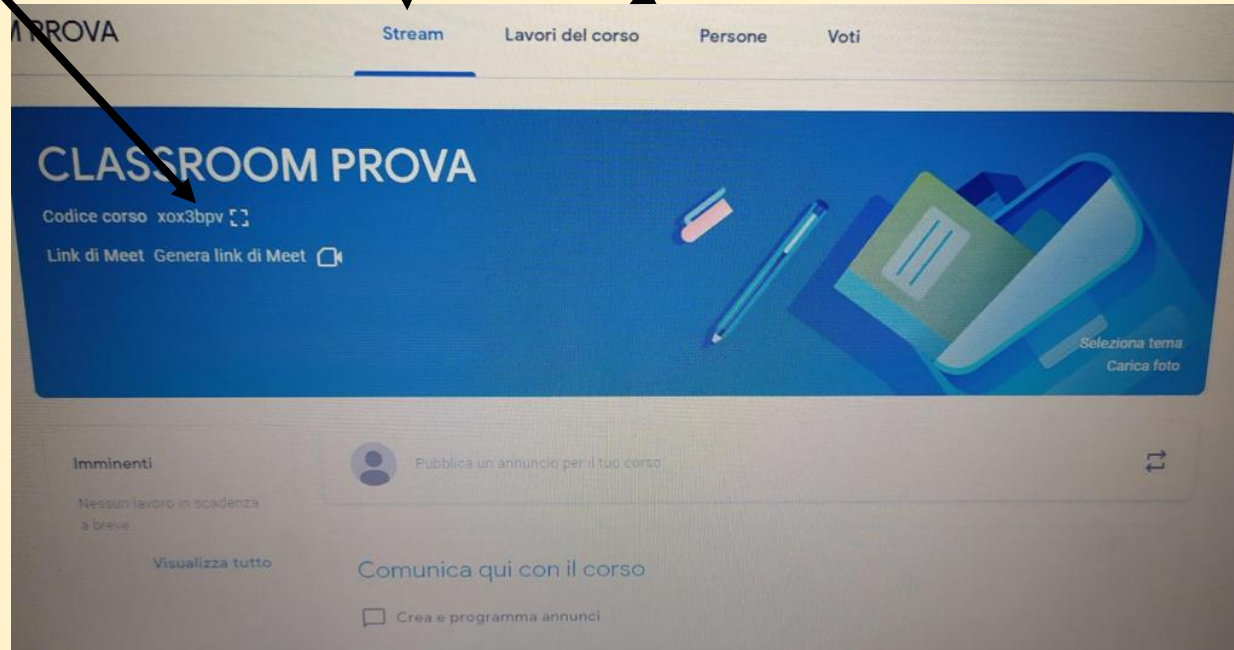 PROVA
Stream Lavori del corso Persone Voti
CLASSROOM PROVA
Codice corso xox3bpv
Link di Meet Genera link di Meet
Seleziona tema
Carica foto
Imminenti
Pubblica un annuncio per il tuo corso
Nessun lavoro in scadenza
a breve
Visualizza tutto
Comunica qui con il corso
Crea e programma annunci